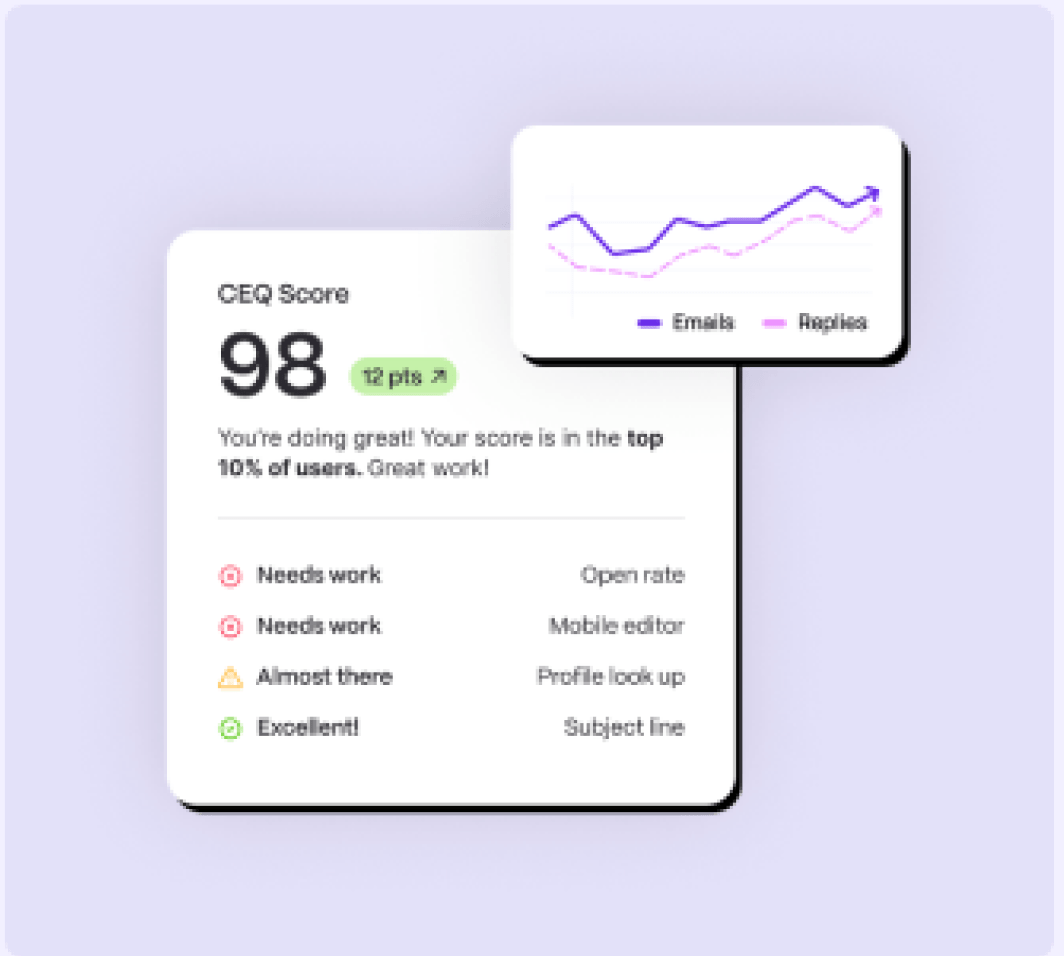 Emails Replies
CEQ Score
98 12 pts
You're doing great! Your score is in the top
10% of users. Great work!
Needs work Open rate
Needs work Mobile editor
Almost there Profile look up
Excellent! Subject line